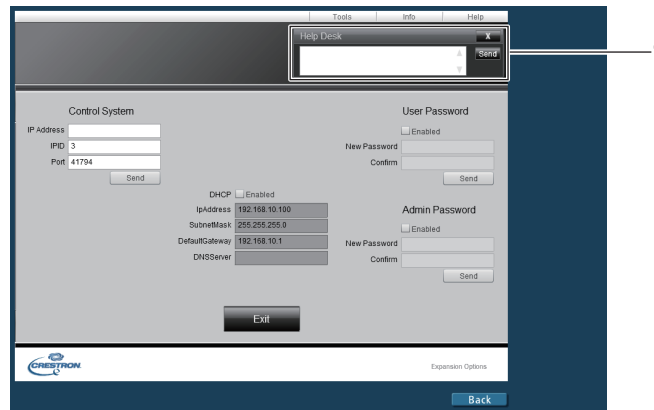 Tools Info Help
Help Desk X
Send
Control System
IP Address
IPID 3
Port 41794
Send
User Password
Enabled
New Password
Confirm
Send
DHCP Enabled
IpAddress 192.168.10.100
SubnetMask 255.255.255.0
DefaultGateway 192.168.10.1
DNSServer
Admin Password
Enabled
New Password
Confirm
Send
Exit
CRESTRON
Expansion Options
Back